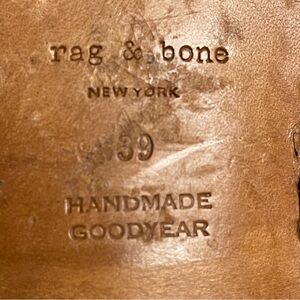 rag & bone
NEW YORK
39
HANDMADE
GOODYEAR